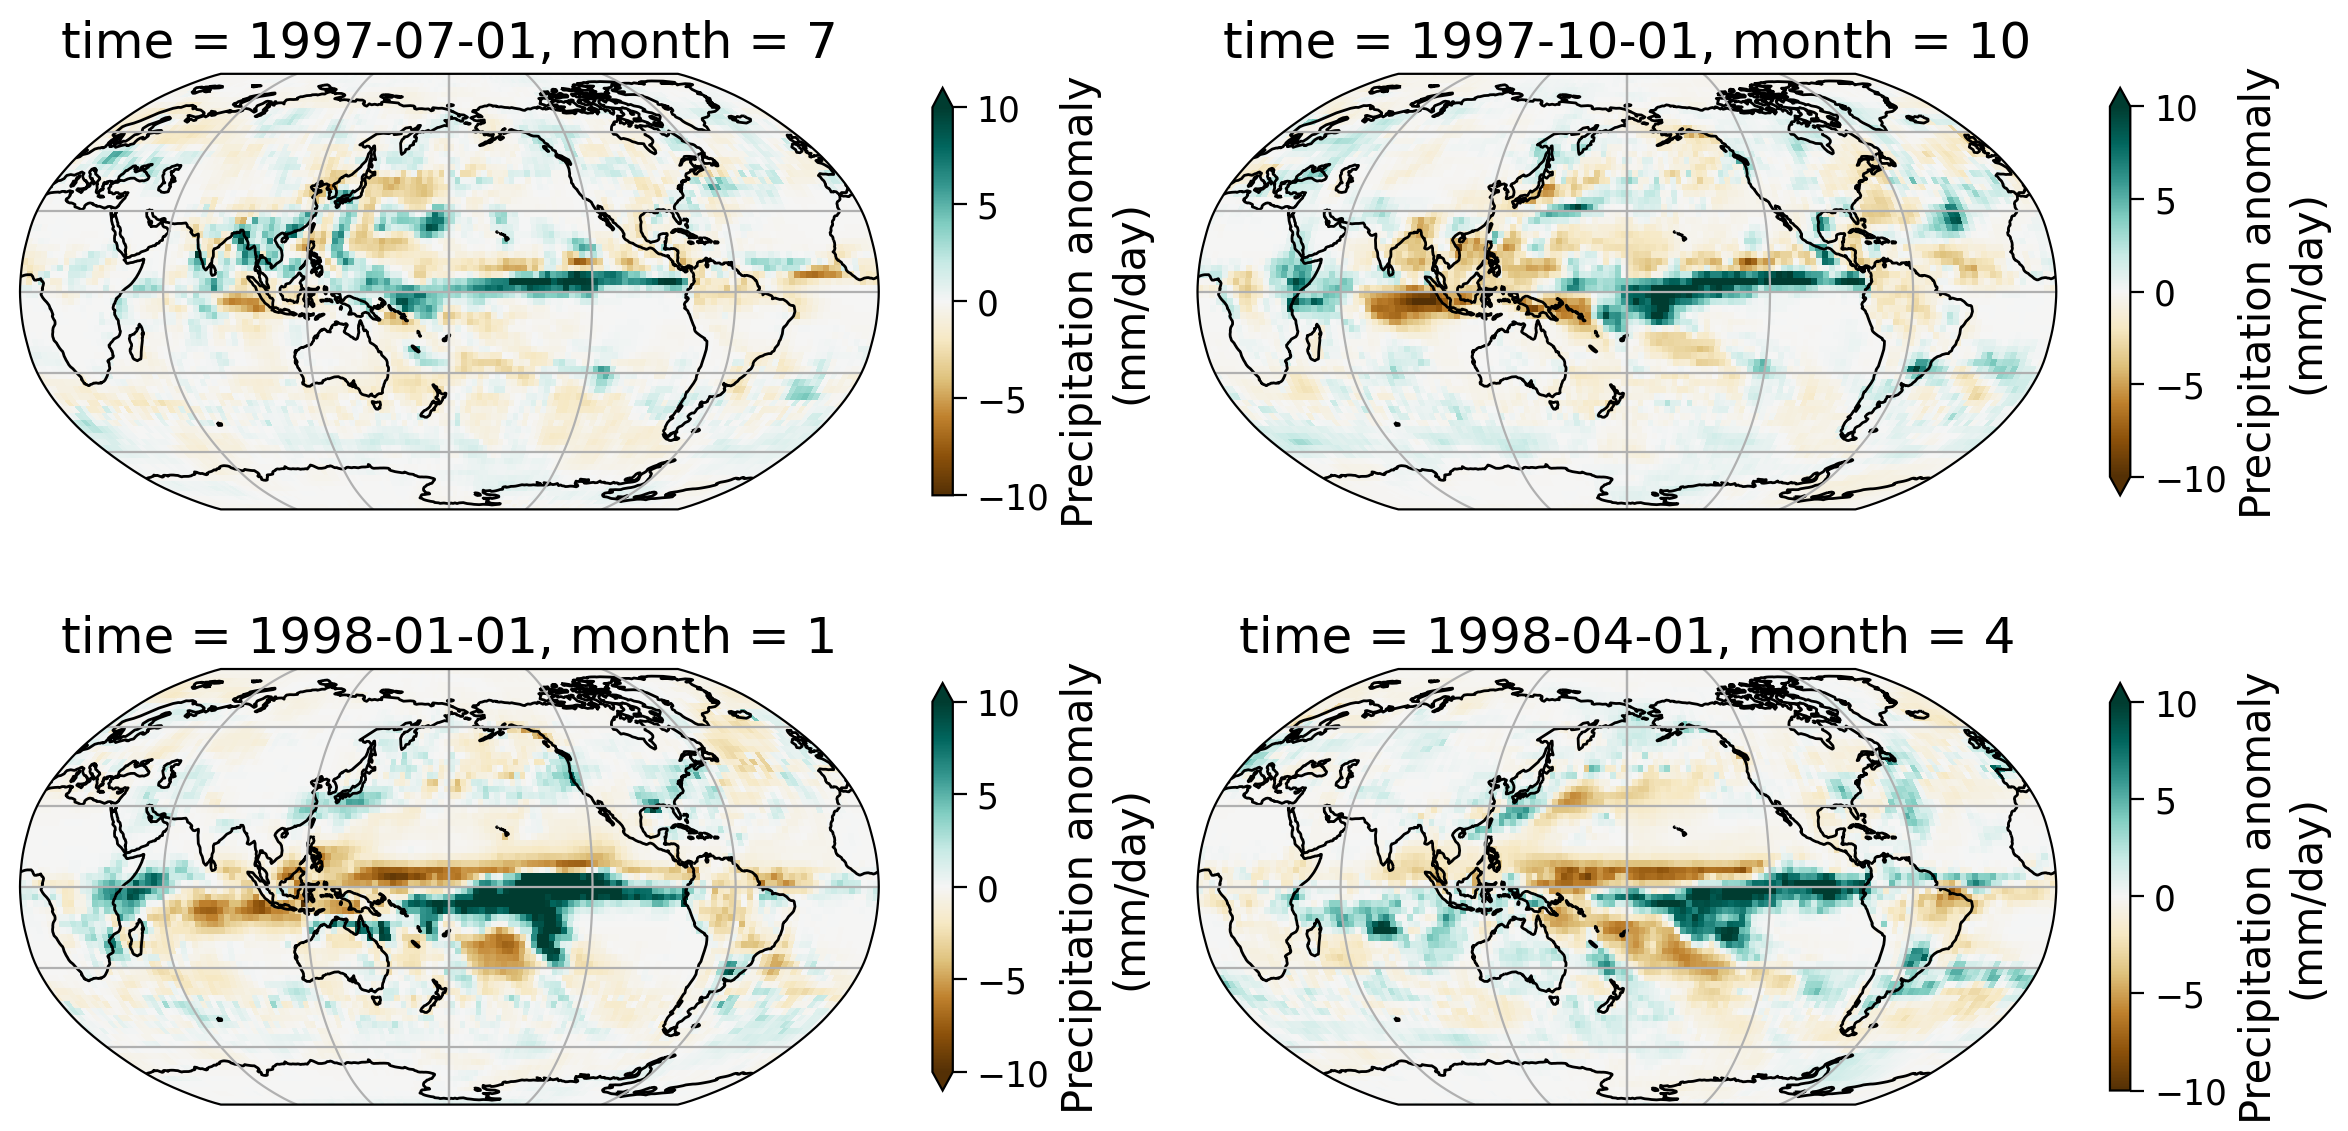 time = 1997-07-01, month = 7
10
5
0
−5
−10
Precipitation anomaly
(mm/day)
time = 1997-10-01, month = 10
10
5
0
−5
−10
Precipitation anomaly
(mm/day)
time = 1998-01-01, month = 1
10
5
0
−5
−10
Precipitation anomaly
(mm/day)
time = 1998-04-01, month = 4
10
5
0
−5
−10
Precipitation anomaly
(mm/day)